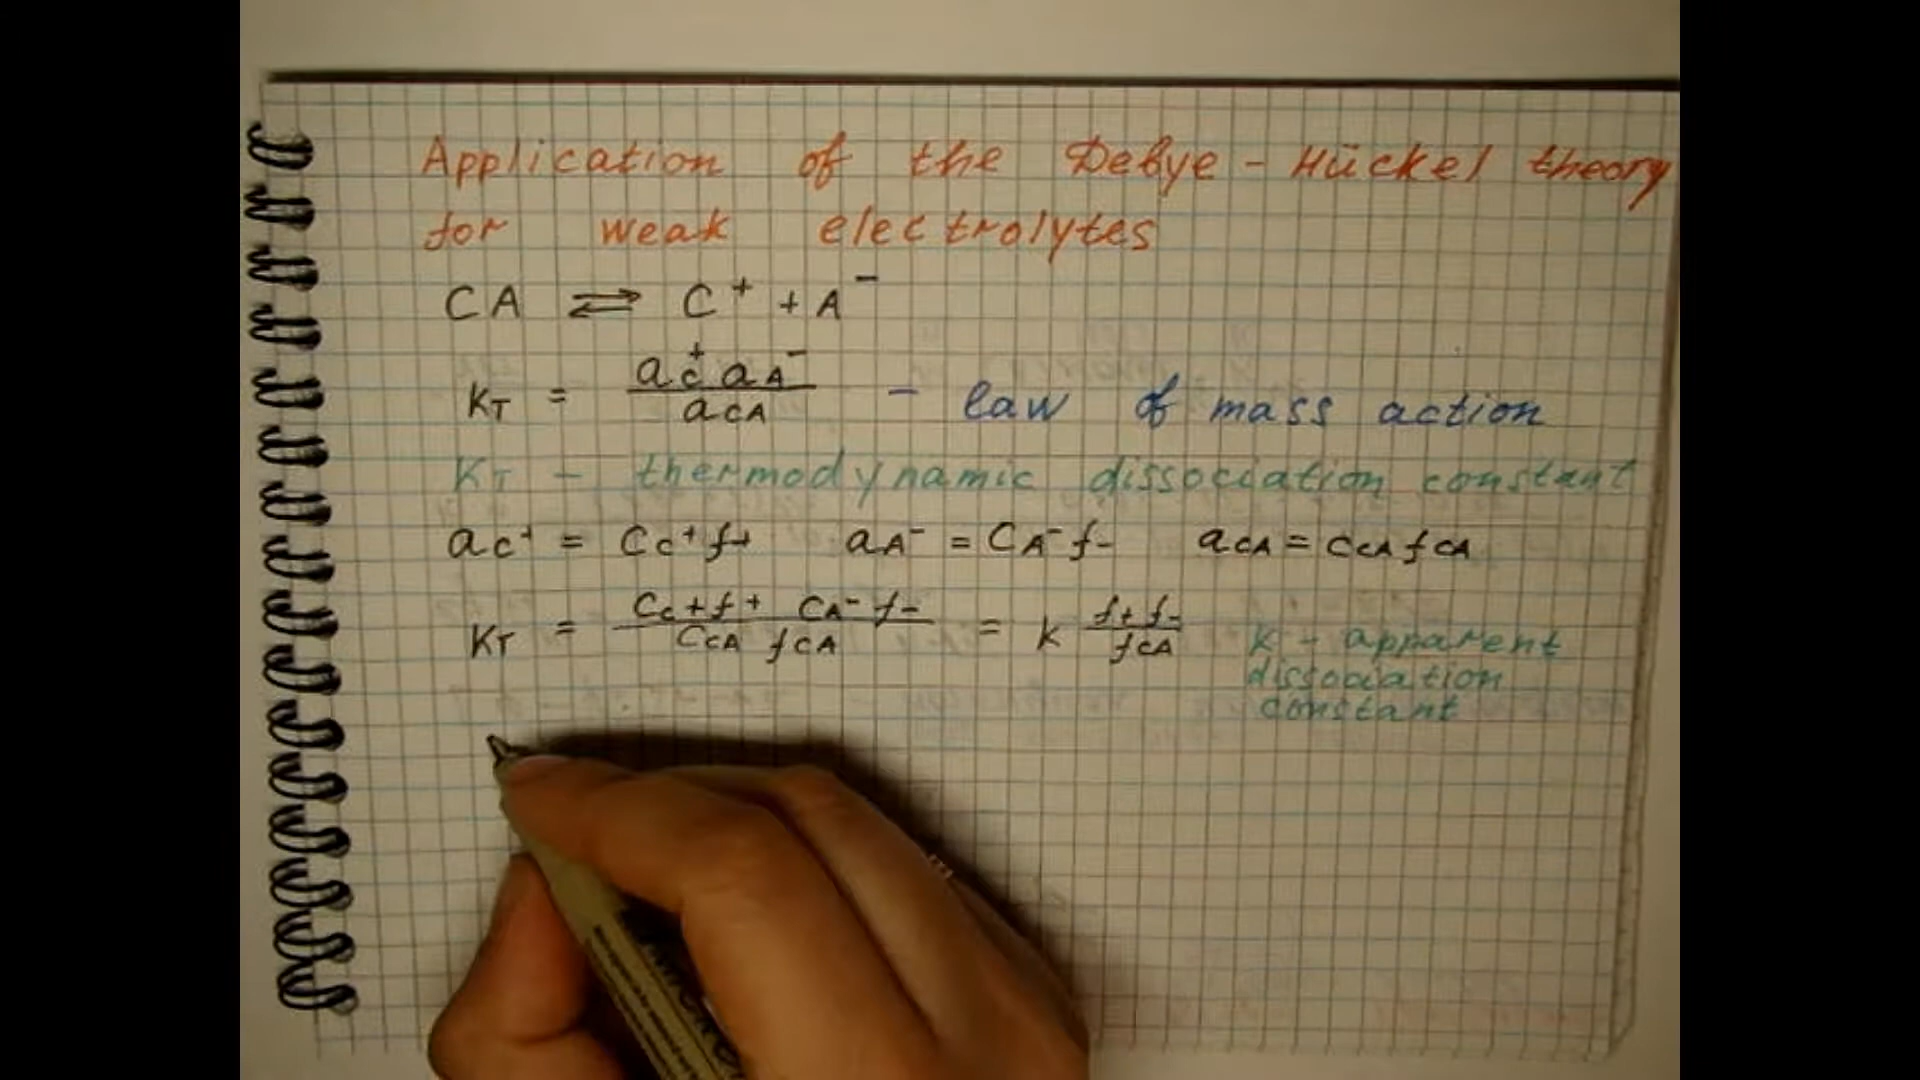 Application of the Debye - Hückel theory
for weak electrolytes
CA ⇌ C⁺ + A⁻
K_T = (a_C⁺ a_A⁻) / a_CA - law of mass action
K_T - thermodynamic dissociation constant
a_C⁺ = C_C⁺ f₊ a_A⁻ = C_A⁻ f₋ a_CA = C_CA f_CA
K_T = (C_C⁺ f₊ C_A⁻ f₋) / (C_CA f_CA) = K (f₊ f₋) / f_CA K - apparent
dissociation
constant